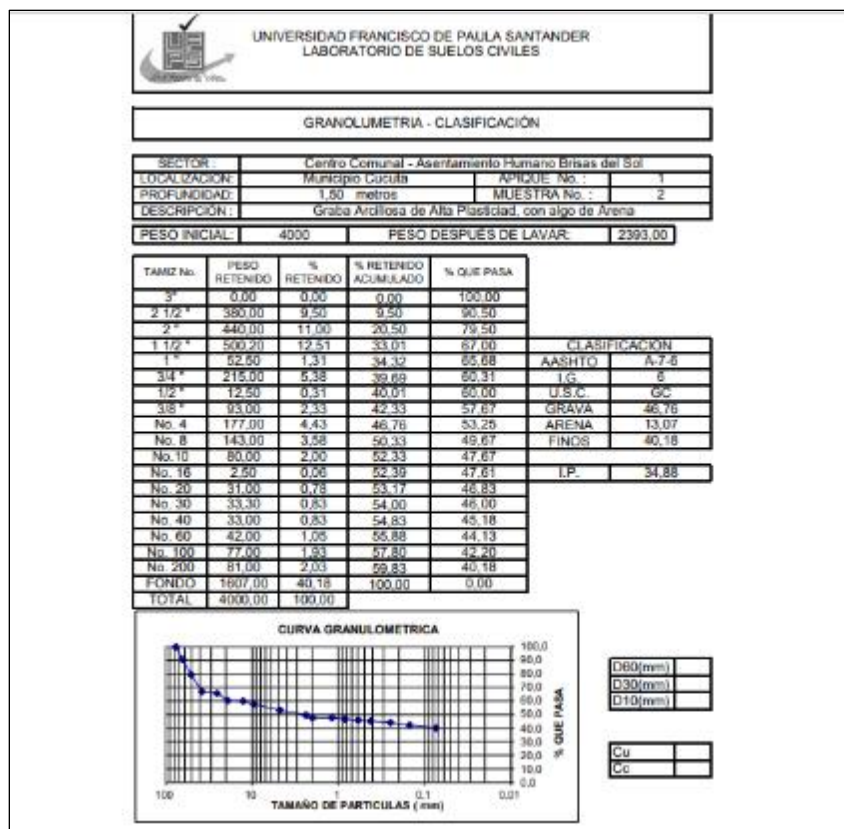 UNIVERSIDAD FRANCISCO DE PAULA SANTANDER
LABORATORIO DE SUELOS CIVILES
GRANOLUMETRIA - CLASIFICACIÓN
SECTOR : Centro Comunal - Asentamiento Humano Brisas del Sol
LOCALIZACION: Municipio Cucuta APIQUE No. : 1
PROFUNDIDAD: 1,50 metros MUESTRA No. : 2
DESCRIPCIÓN : Graba Arcillosa de Alta Plasticiad, con algo de Arena
PESO INICIAL: 4000 PESO DESPUÉS DE LAVAR: 2393,00
TAMIZ No. PESO RETENIDO % RETENIDO % RETENIDO ACUMULADO % QUE PASA
3" 0,00 0,00 0,00 100,00
2 1/2 " 380,00 9,50 9,50 90,50
2 " 440,00 11,00 20,50 79,50
1 1/2 " 500,20 12,51 33,01 67,00 CLASIFICACION
1 " 52,50 1,31 34,32 65,68 AASHTO A-7-6
3/4 " 215,00 5,38 39,69 60,31 I.G. 6
1/2 " 12,50 0,31 40,01 60,00 U.S.C. GC
3/8 " 93,00 2,33 42,33 57,67 GRAVA 46,76
No. 4 177,00 4,43 46,76 53,25 ARENA 13,07
No. 8 143,00 3,58 50,33 49,67 FINOS 40,18
No.10 80,00 2,00 52,33 47,67
No. 16 2,50 0,06 52,39 47,61 I.P. 34,88
No. 20 31,00 0,78 53,17 46,83
No. 30 33,30 0,83 54,00 46,00
No. 40 33,00 0,83 54,83 45,18
No. 60 42,00 1,05 55,88 44,13
No. 100 77,00 1,93 57,80 42,20
No. 200 81,00 2,03 59,83 40,18
FONDO 1607,00 40,18 100,00 0,00
TOTAL 4000,00 100,00
CURVA GRANULOMETRICA
100,0
90,0
80,0
70,0
60,0
50,0
40,0
30,0
20,0
10,0
0,0
% QUE PASA
100 10 1 0,1 0,01
TAMAÑO DE PARTICULAS ( mm)
D60(mm)
D30(mm)
D10(mm)
Cu
Cc